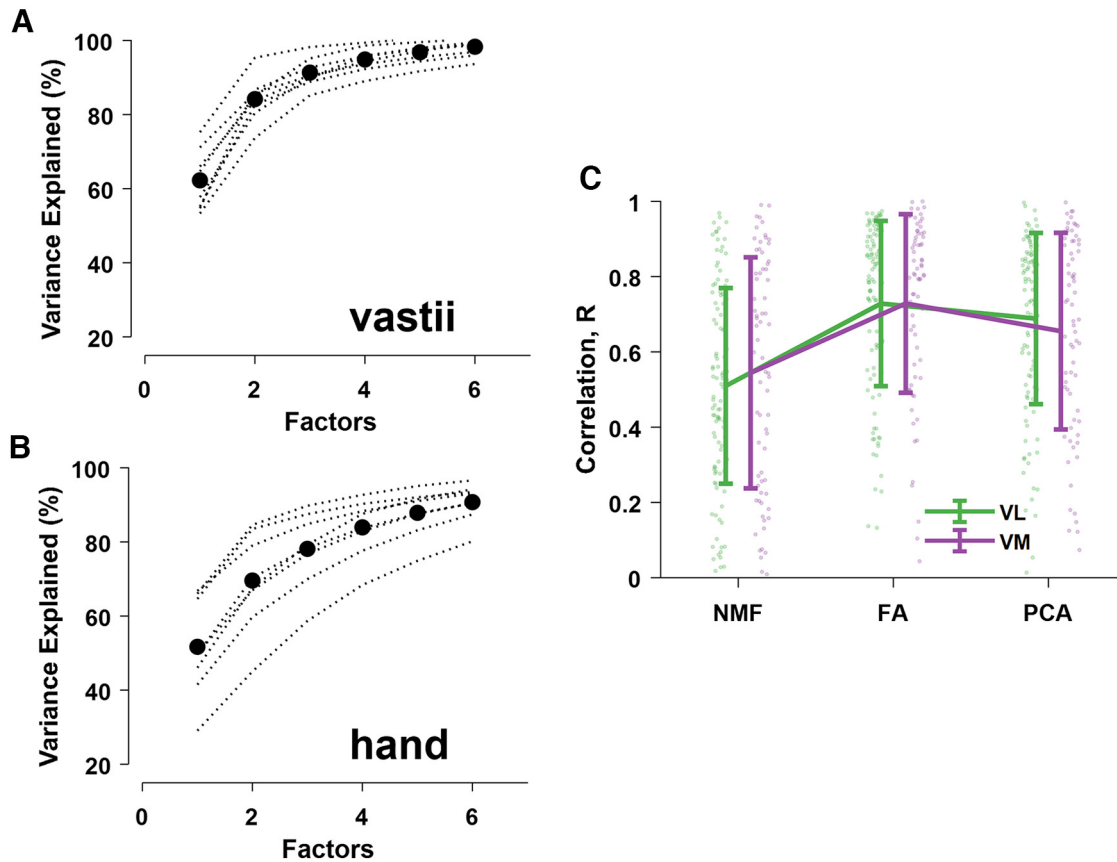 A
100
80
60
40
20
Variance Explained (%)
vastii
0 2 4 6
Factors
B
100
80
60
40
20
Variance Explained (%)
hand
0 2 4 6
Factors
C
1
0.8
0.6
0.4
0.2
0
Correlation, R
VL
VM
NMF FA PCA